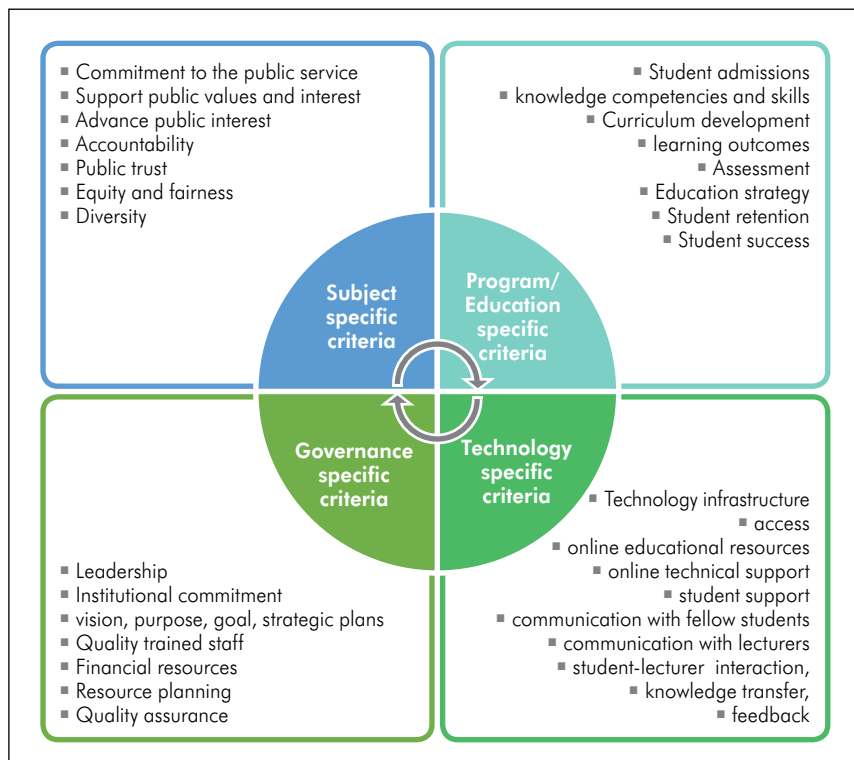 Commitment to the public service
Support public values and interest
Advance public interest
Accountability
Public trust
Equity and fairness
Diversity
Student admissions
knowledge competencies and skills
Curriculum development
learning outcomes
Assessment
Education strategy
Student retention
Student success
Subject
specific
criteria
Program/
Education
specific
criteria
Governance
specific
criteria
Technology
specific
criteria
Leadership
Institutional commitment
vision, purpose, goal, strategic plans
Quality trained staff
Financial resources
Resource planning
Quality assurance
Technology infrastructure
access
online educational resources
online technical support
student support
communication with fellow students
communication with lecturers
student-lecturer interaction,
knowledge transfer,
feedback